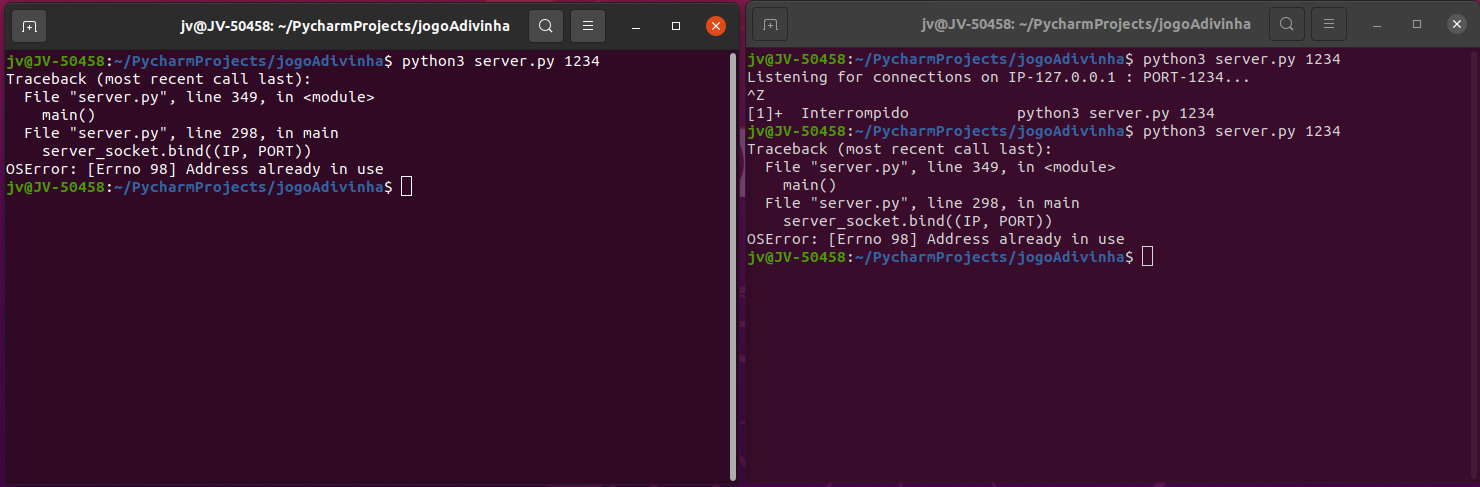 jv@JV-50458: ~/PycharmProjects/jogoAdivinha
jv@JV-50458:~/PycharmProjects/jogoAdivinha$ python3 server.py 1234
Traceback (most recent call last):
  File "server.py", line 349, in <module>
    main()
  File "server.py", line 298, in main
    server_socket.bind((IP, PORT))
OSError: [Errno 98] Address already in use
jv@JV-50458:~/PycharmProjects/jogoAdivinha$
jv@JV-50458: ~/PycharmProjects/jogoAdivinha
jv@JV-50458:~/PycharmProjects/jogoAdivinha$ python3 server.py 1234
Listening for connections on IP-127.0.0.1 : PORT-1234...
^Z
[1]+  Interrompido            python3 server.py 1234
jv@JV-50458:~/PycharmProjects/jogoAdivinha$ python3 server.py 1234
Traceback (most recent call last):
  File "server.py", line 349, in <module>
    main()
  File "server.py", line 298, in main
    server_socket.bind((IP, PORT))
OSError: [Errno 98] Address already in use
jv@JV-50458:~/PycharmProjects/jogoAdivinha$